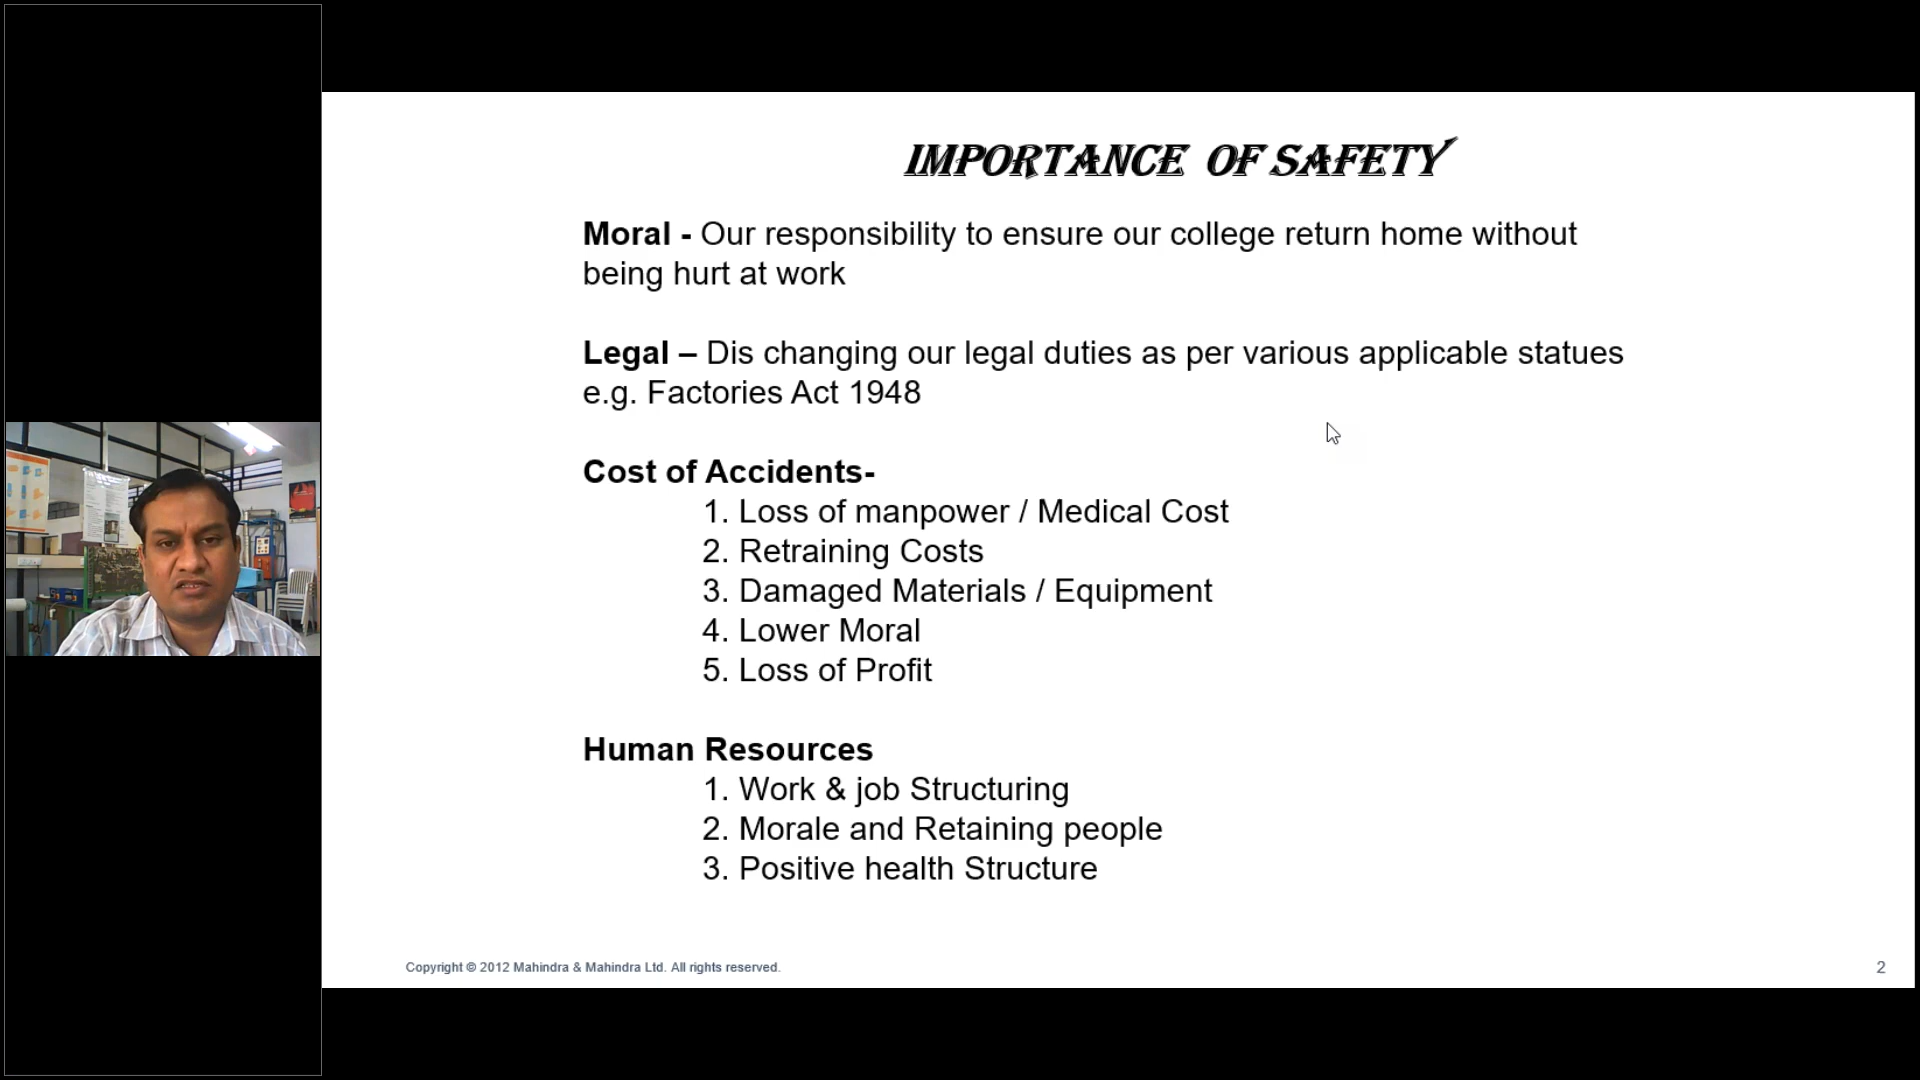 IMPORTANCE OF SAFETY
Moral - Our responsibility to ensure our college return home without
being hurt at work
Legal – Dis changing our legal duties as per various applicable statues
e.g. Factories Act 1948
Cost of Accidents-
1. Loss of manpower / Medical Cost
2. Retraining Costs
3. Damaged Materials / Equipment
4. Lower Moral
5. Loss of Profit
Human Resources
1. Work & job Structuring
2. Morale and Retaining people
3. Positive health Structure
Copyright © 2012 Mahindra & Mahindra Ltd. All rights reserved.
2